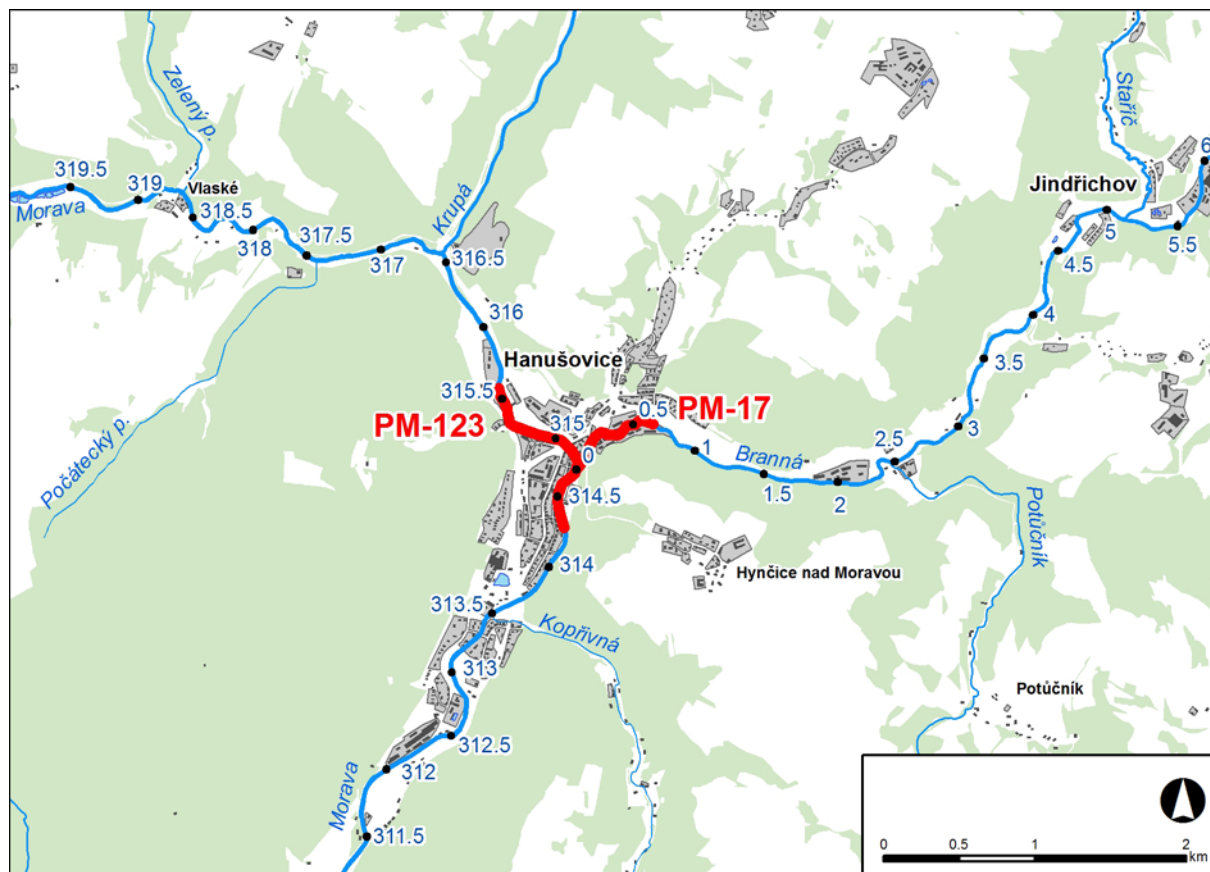 Zelený p.
Stařič
319.5
319
Vlaské
Morava
318.5
318
317.5
317
Krupá
316.5
316
Jindřichov
6
5
5.5
4.5
4
3.5
3
2.5
Hanušovice
315.5
PM-123
315
0.5
PM-17
0
1
Branná
1.5
2
314.5
Počátecký p.
Potůčník
Hynčice nad Moravou
314
313.5
Kopřivná
313
Potůčník
312.5
312
Morava
311.5
0 0.5 1 2
km